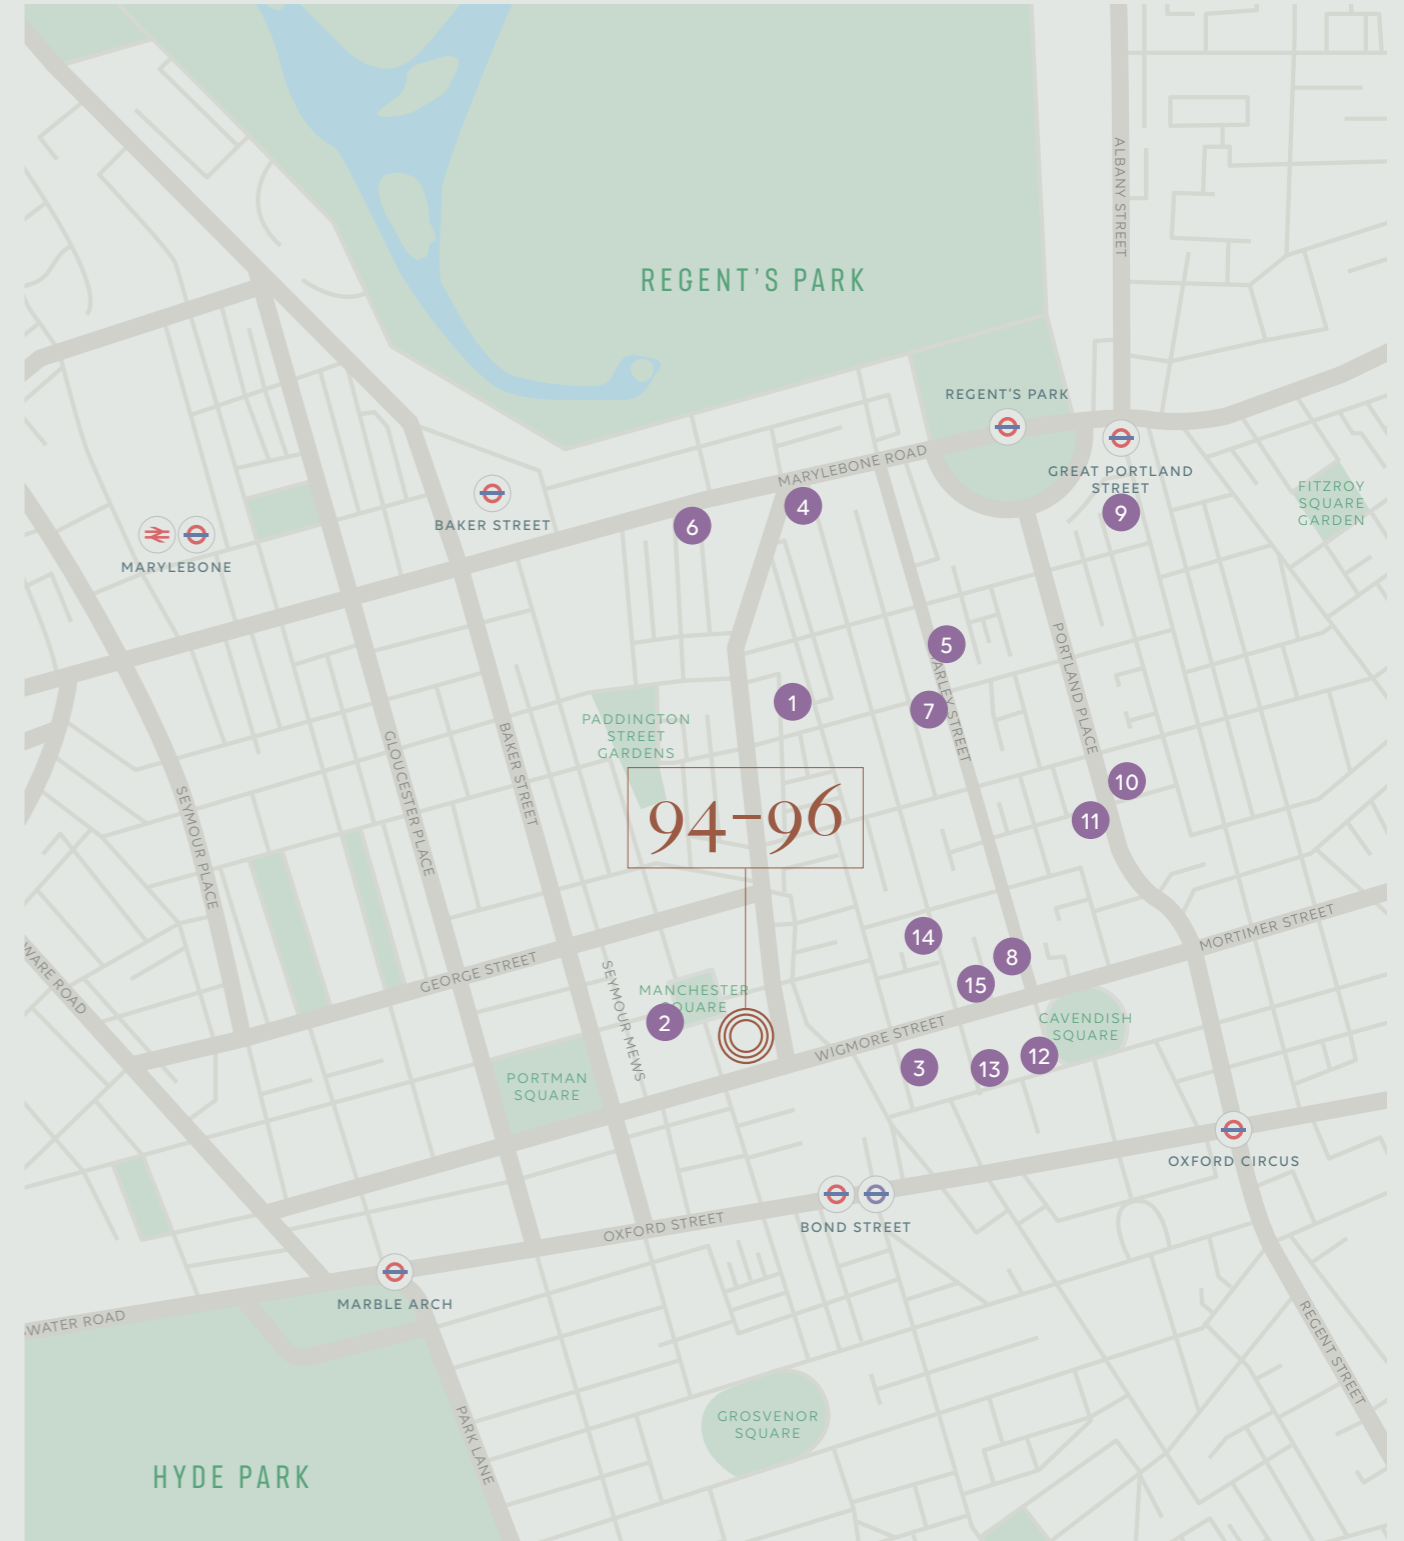 REGENT'S PARK
ALBANY STREET
REGENT'S PARK
MARYLEBONE ROAD
GREAT PORTLAND
STREET
FITZROY
SQUARE
GARDEN
BAKER STREET
MARYLEBONE
4
6
9
5
1
7
PORTLAND PLACE
PADDINGTON
STREET
GARDENS
STREET
GLOUCESTER PLACE
BAKER STREET
SEYMOUR PLACE
94–96
10
11
14
8
15
MORTIMER STREET
WARE ROAD
GEORGE STREET
SEYMOUR MEWS
MANCHESTER
2
CAVENDISH
SQUARE
WIGMORE STREET
3
13
12
PORTMAN
SQUARE
OXFORD CIRCUS
BOND STREET
OXFORD STREET
MARBLE ARCH
WATER ROAD
REGENT STREET
PARK LANE
GROSVENOR
SQUARE
HYDE PARK